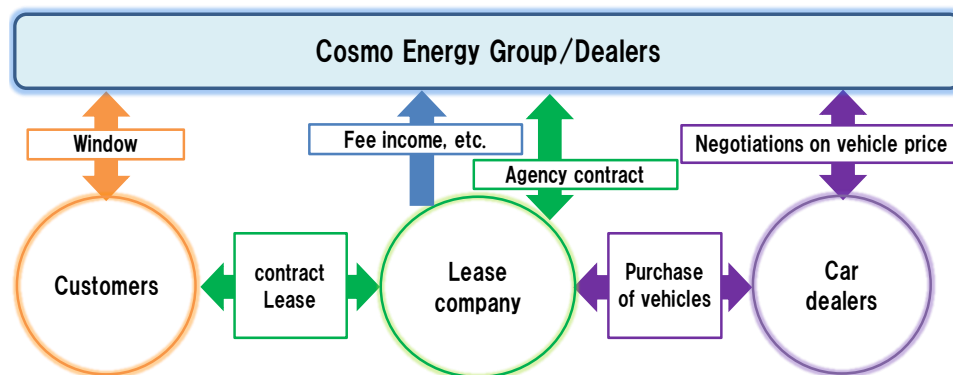 Cosmo Energy Group/Dealers
Window
Fee income, etc.
Agency contract
Negotiations on vehicle price
Customers
contract
Lease
Lease
company
Purchase
of vehicles
Car
dealers